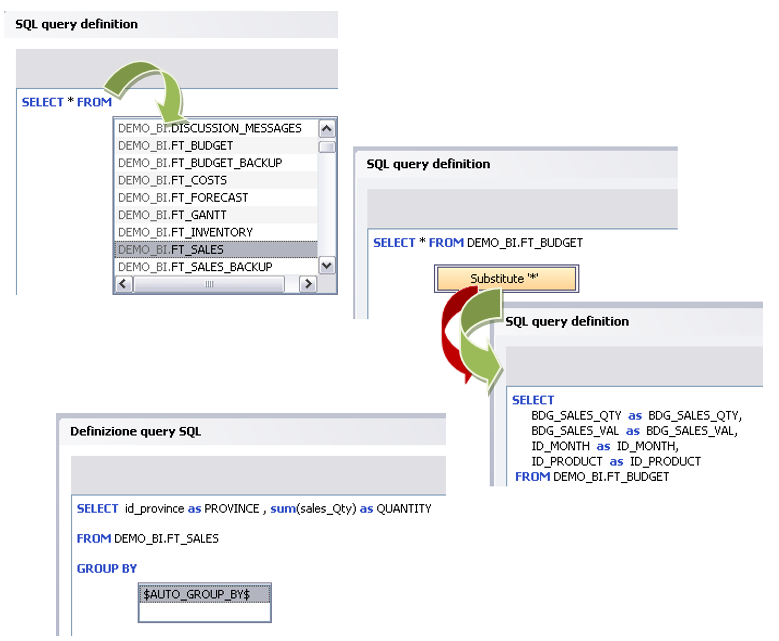 SQL query definition
SELECT * FROM
DEMO_BI.DISCUSSION_MESSAGES
DEMO_BI.FT_BUDGET
DEMO_BI.FT_BUDGET_BACKUP
DEMO_BI.FT_COSTS
DEMO_BI.FT_FORECAST
DEMO_BI.FT_GANTT
DEMO_BI.FT_INVENTORY
DEMO_BI.FT_SALES
DEMO_BI.FT_SALES_BACKUP
SQL query definition
SELECT * FROM DEMO_BI.FT_BUDGET
Substitute '*'
SQL query definition
SELECT
BDG_SALES_QTY as BDG_SALES_QTY,
BDG_SALES_VAL as BDG_SALES_VAL,
ID_MONTH as ID_MONTH,
ID_PRODUCT as ID_PRODUCT
FROM DEMO_BI.FT_BUDGET
Definizione query SQL
SELECT id_province as PROVINCE , sum(sales_Qty) as QUANTITY
FROM DEMO_BI.FT_SALES
GROUP BY
$AUTO_GROUP_BY$